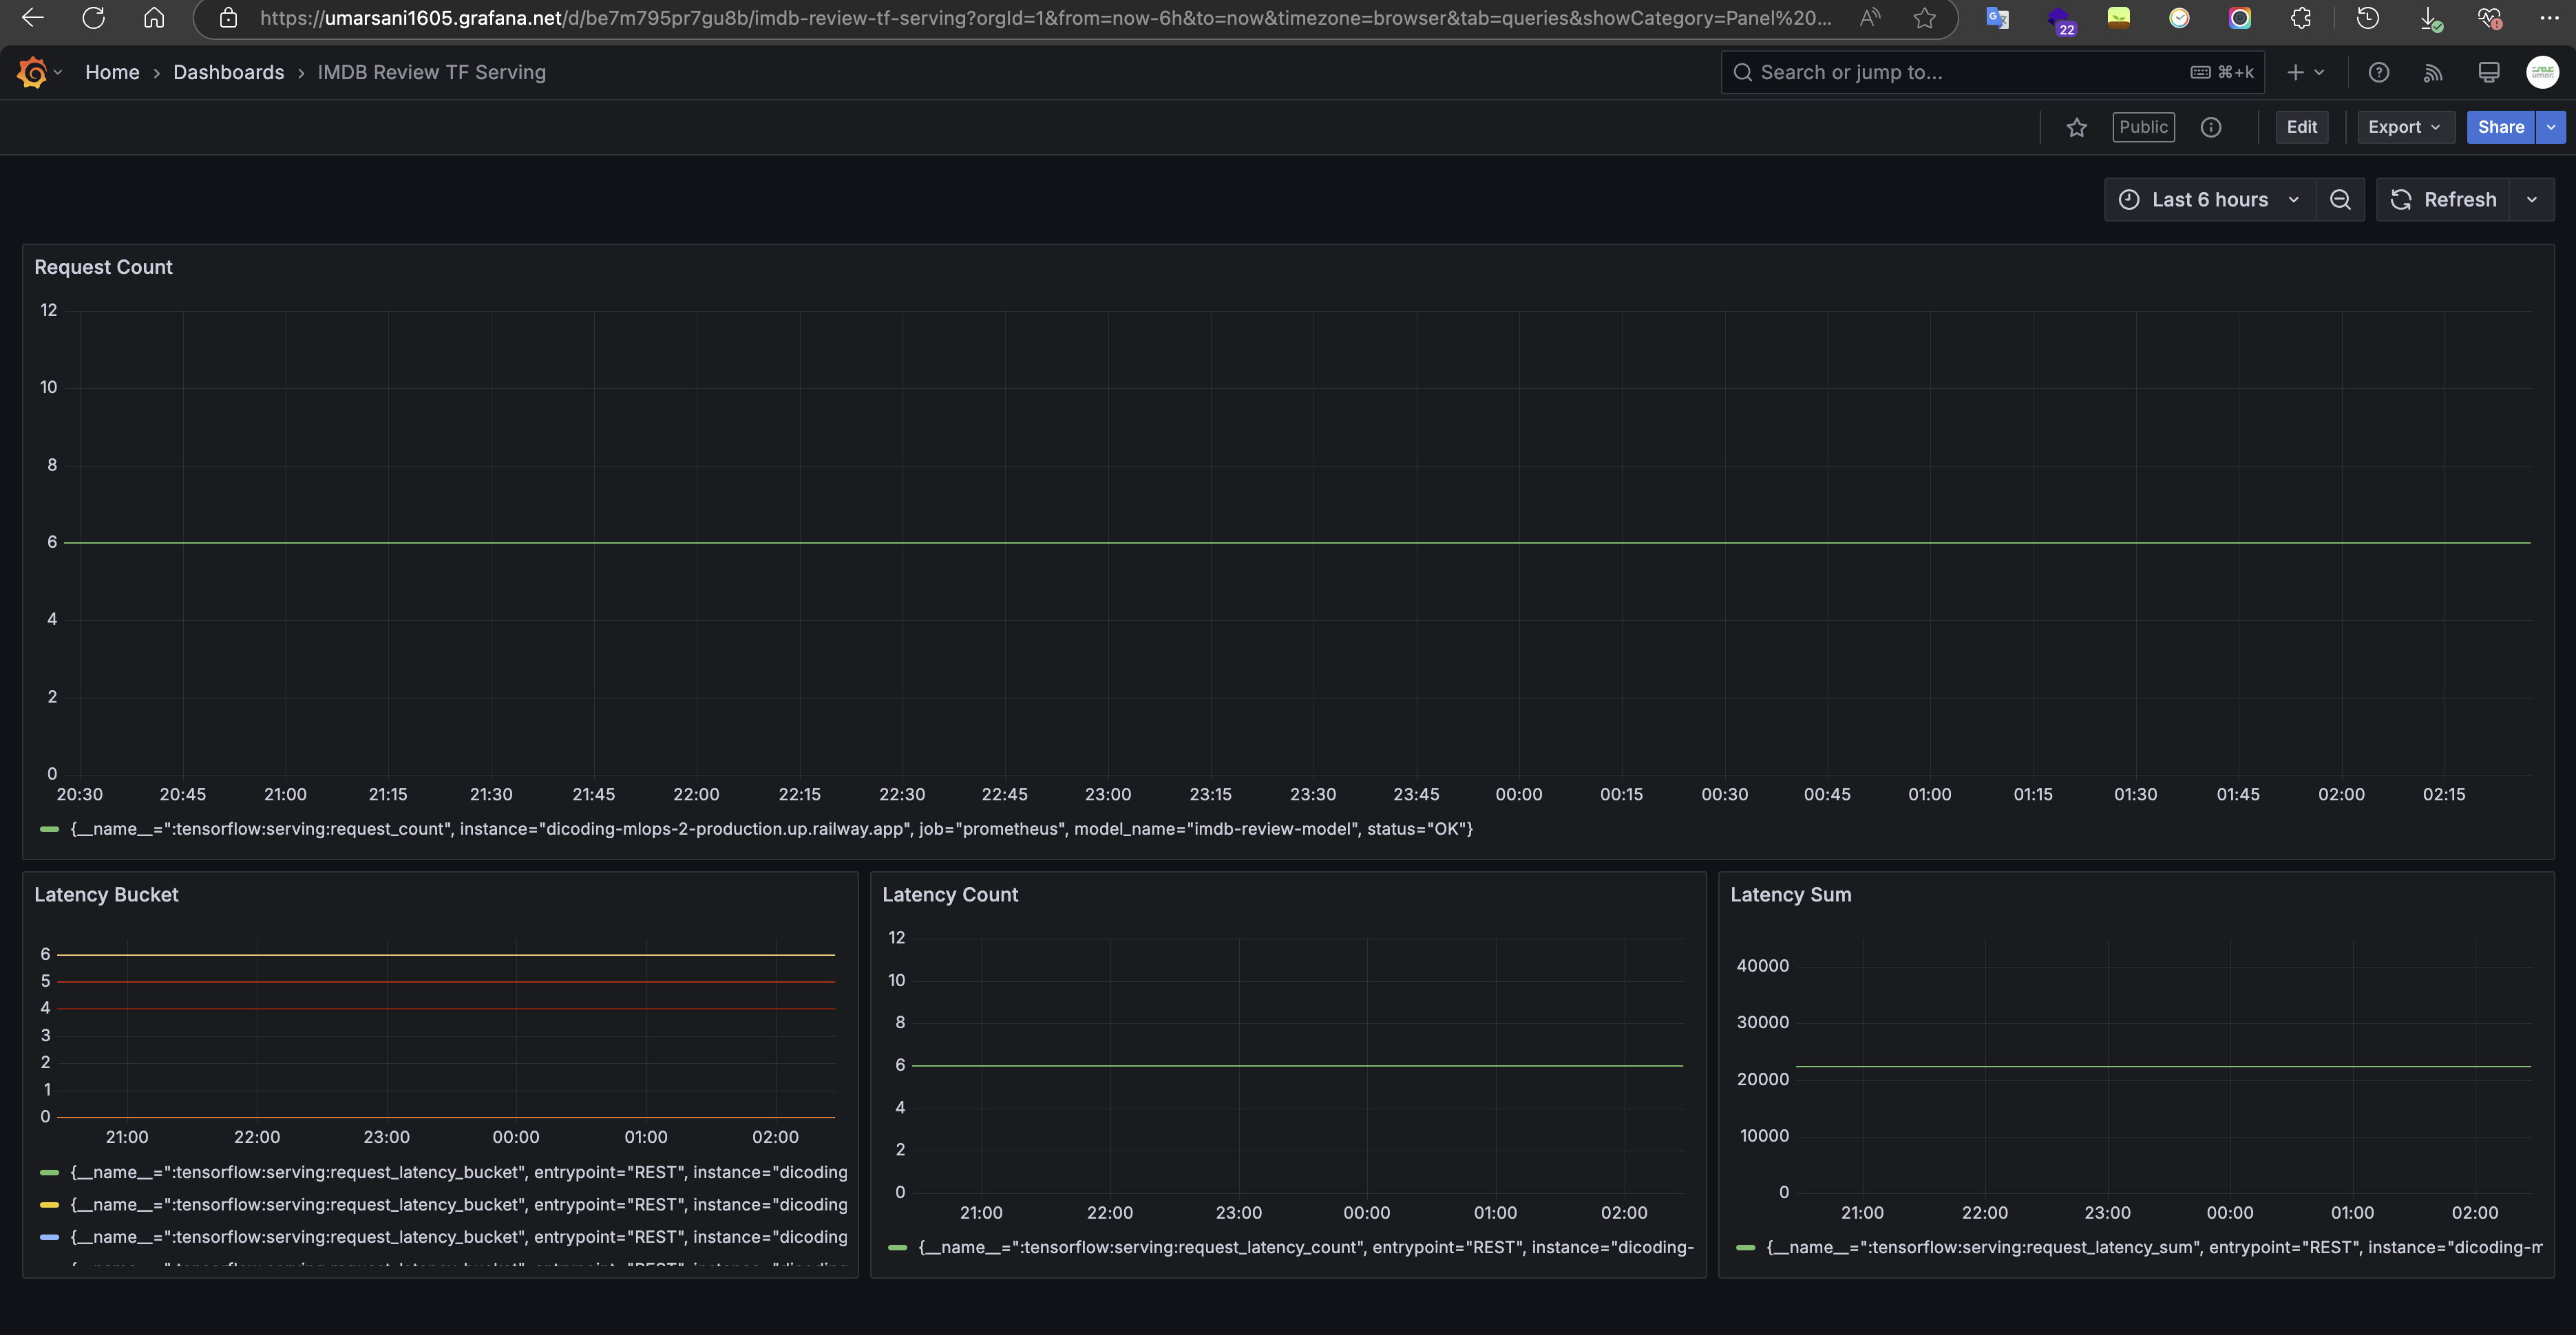 https://umarsani1605.grafana.net/d/be7m795pr7gu8b/imdb-review-tf-serving?orgId=1&from=now-6h&to=now&timezone=browser&tab=queries&showCategory=Panel%20...
22
Home › Dashboards › IMDB Review TF Serving
Search or jump to...
⌘+k
Public
Edit
Export
Share
Last 6 hours
Refresh
Request Count
12
10
8
6
4
2
0
20:30 20:45 21:00 21:15 21:30 21:45 22:00 22:15 22:30 22:45 23:00 23:15 23:30 23:45 00:00 00:15 00:30 00:45 01:00 01:15 01:30 01:45 02:00 02:15
{__name__=":tensorflow:serving:request_count", instance="dicoding-mlops-2-production.up.railway.app", job="prometheus", model_name="imdb-review-model", status="OK"}
Latency Bucket
6
5
4
3
2
1
0
21:00 22:00 23:00 00:00 01:00 02:00
{__name__=":tensorflow:serving:request_latency_bucket", entrypoint="REST", instance="dicoding
{__name__=":tensorflow:serving:request_latency_bucket", entrypoint="REST", instance="dicoding
{__name__=":tensorflow:serving:request_latency_bucket", entrypoint="REST", instance="dicoding
Latency Count
12
10
8
6
4
2
0
21:00 22:00 23:00 00:00 01:00 02:00
{__name__=":tensorflow:serving:request_latency_count", entrypoint="REST", instance="dicoding-
Latency Sum
40000
30000
20000
10000
0
21:00 22:00 23:00 00:00 01:00 02:00
{__name__=":tensorflow:serving:request_latency_sum", entrypoint="REST", instance="dicoding-m